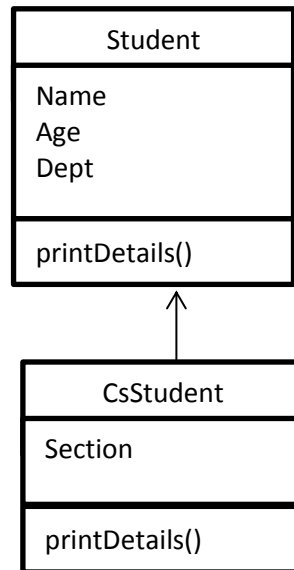 Student
Name
Age
Dept
printDetails()
CsStudent
Section
printDetails()